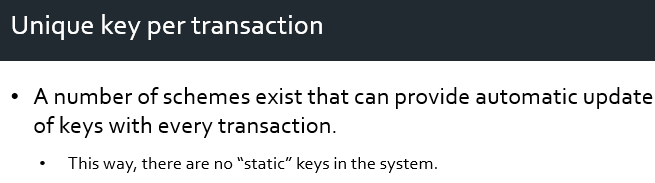 Unique key per transaction
• A number of schemes exist that can provide automatic update
of keys with every transaction.
• This way, there are no “static” keys in the system.